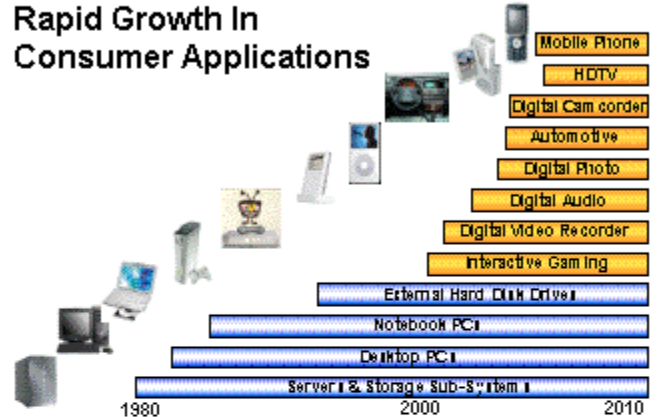 Rapid Growth In
Consumer Applications
Mobile Phone
HDTV
Digital Camcorder
Automotive
Digital Photo
Digital Audio
Digital Video Recorder
Interactive Gaming
External Hard Disk Drives
Notebook PCs
Desktop PCs
Servers & Storage Sub-Systems
1980 2000 2010